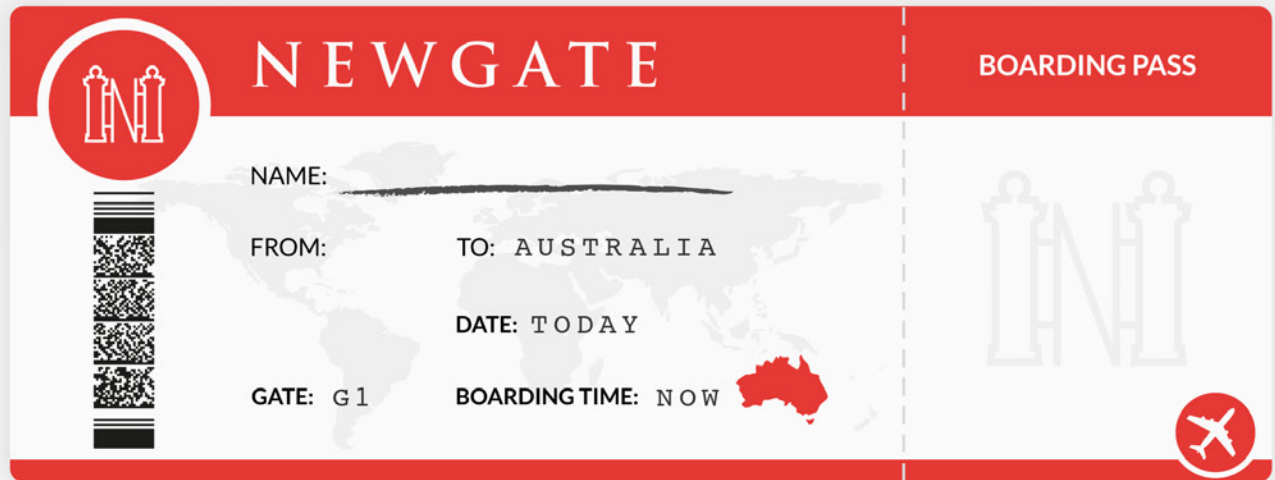 NEWGATE
BOARDING PASS
NAME:
FROM: TO: AUSTRALIA
DATE: TODAY
GATE: G1 BOARDING TIME: NOW